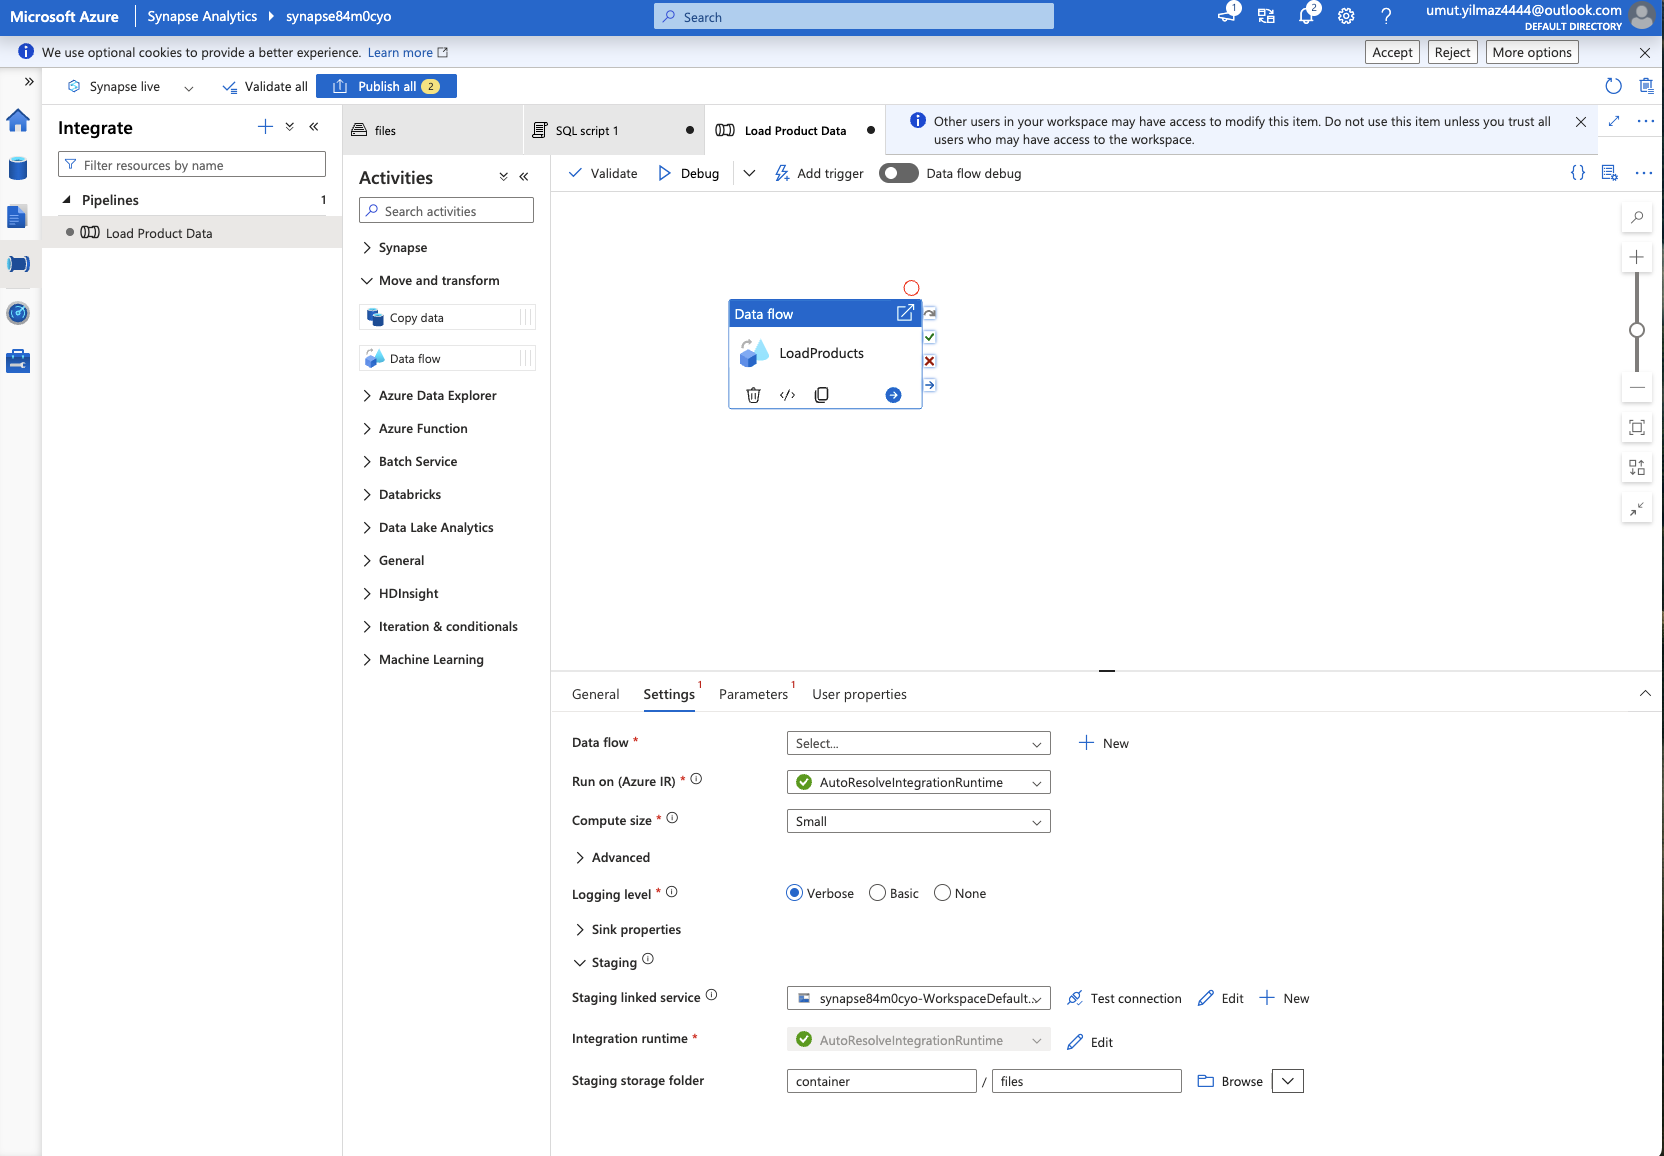 Microsoft Azure
Synapse Analytics
synapse84m0cyo
Search
1
2
umut.yilmaz4444@outlook.com
DEFAULT DIRECTORY
We use optional cookies to provide a better experience. Learn more
Accept
Reject
More options
Synapse live
Validate all
Publish all 2
Integrate
Filter resources by name
Pipelines 1
Load Product Data
files
SQL script 1
Load Product Data
Other users in your workspace may have access to modify this item. Do not use this item unless you trust all
users who may have access to the workspace.
Activities
Search activities
Synapse
Move and transform
Copy data
Data flow
Azure Data Explorer
Azure Function
Batch Service
Databricks
Data Lake Analytics
General
HDInsight
Iteration & conditionals
Machine Learning
Validate
Debug
Add trigger
Data flow debug
Data flow
LoadProducts
General
Settings 1
Parameters 1
User properties
Data flow *
Select...
New
Run on (Azure IR) *
AutoResolveIntegrationRuntime
Compute size *
Small
Advanced
Logging level *
Verbose
Basic
None
Sink properties
Staging
Staging linked service
synapse84m0cyo-WorkspaceDefault...
Test connection
Edit
New
Integration runtime *
AutoResolveIntegrationRuntime
Edit
Staging storage folder
container / files
Browse